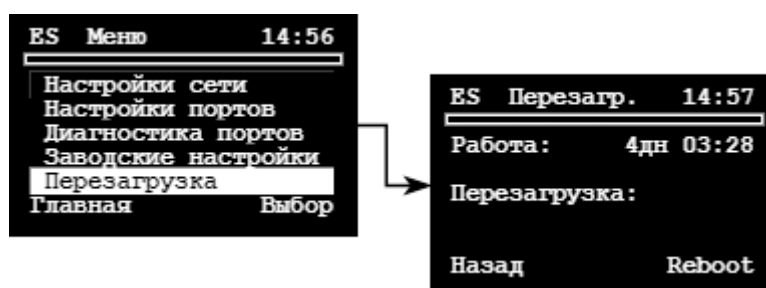 ES Меню 14:56
Настройки сети
Настройки портов
Диагностика портов
Заводские настройки
Перезагрузка
Главная Выбор
ES Перезагр. 14:57
Работа: 4дн 03:28
Перезагрузка:
Назад Reboot